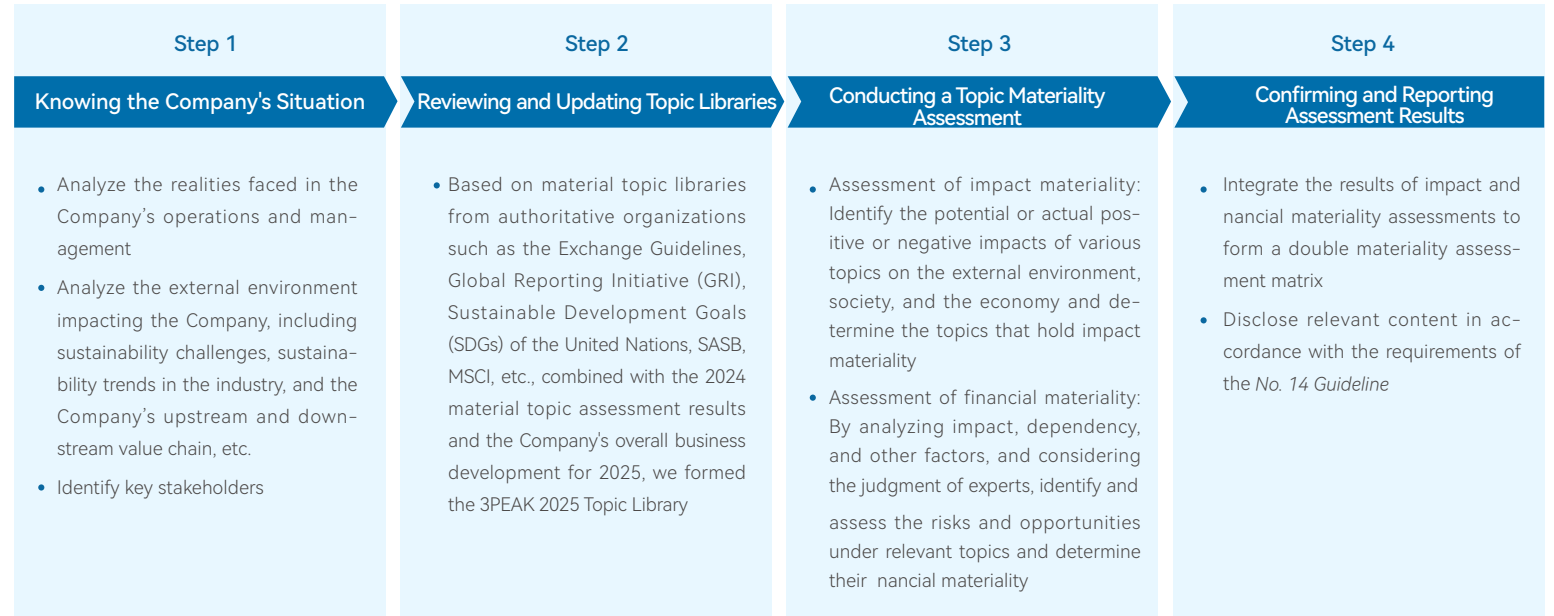 Step 1
Knowing the Company's Situation
• Analyze the realities faced in the
Company's operations and man-
agement
• Analyze the external environment
impacting the Company, including
sustainability challenges, sustaina-
bility trends in the industry, and the
Company's upstream and down-
stream value chain, etc.
• Identify key stakeholders
Step 2
Reviewing and Updating Topic Libraries
• Based on material topic libraries
from authoritative organizations
such as the Exchange Guidelines,
Global Reporting Initiative (GRI),
Sustainable Development Goals
(SDGs) of the United Nations, SASB,
MSCI, etc., combined with the 2024
material topic assessment results
and the Company's overall business
development for 2025, we formed
the 3PEAK 2025 Topic Library
Step 3
Conducting a Topic Materiality
Assessment
• Assessment of impact materiality:
Identify the potential or actual pos-
itive or negative impacts of various
topics on the external environment,
society, and the economy and de-
termine the topics that hold impact
materiality
• Assessment of financial materiality:
By analyzing impact, dependency,
and other factors, and considering
the judgment of experts, identify and
assess the risks and opportunities
under relevant topics and determine
their nancial materiality
Step 4
Confirming and Reporting
Assessment Results
• Integrate the results of impact and
nancial materiality assessments to
form a double materiality assess-
ment matrix
• Disclose relevant content in ac-
cordance with the requirements of
the No. 14 Guideline